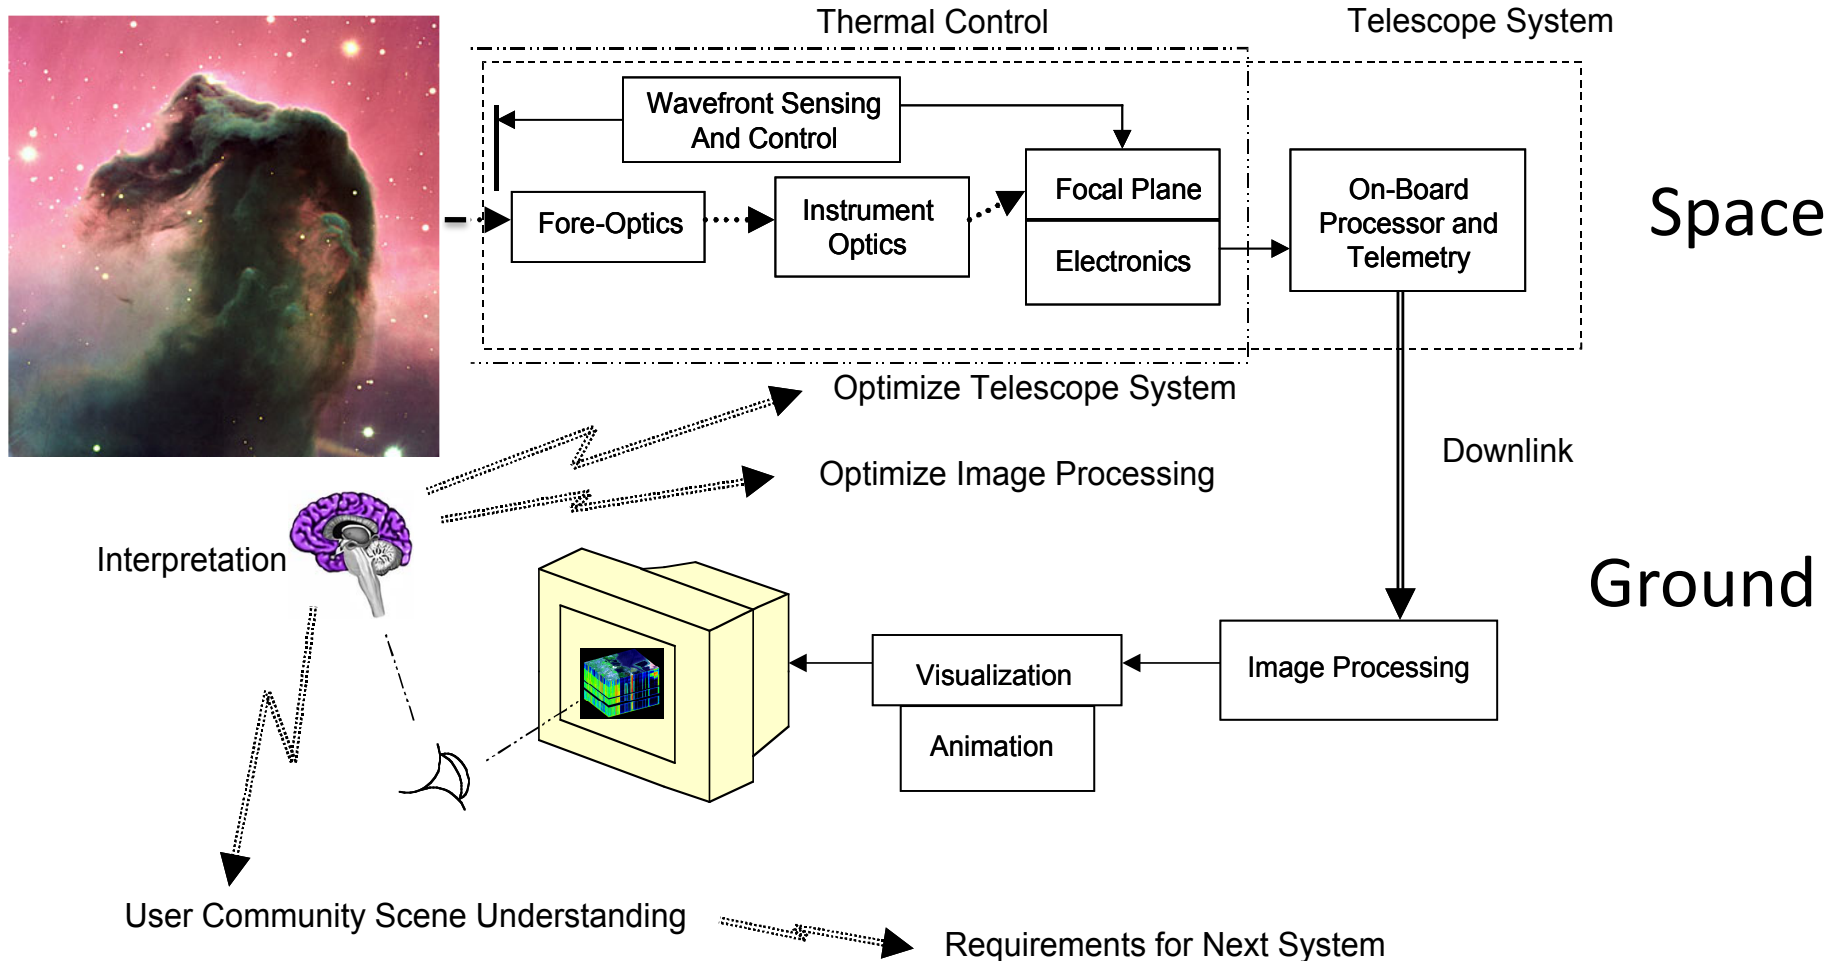 Thermal Control
Telescope System
Wavefront Sensing
And Control
Fore-Optics
Instrument
Optics
Focal Plane
Electronics
On-Board
Processor and
Telemetry
Space
Optimize Telescope System
Downlink
Optimize Image Processing
Interpretation
Ground
Visualization
Animation
Image Processing
User Community Scene Understanding
Requirements for Next System